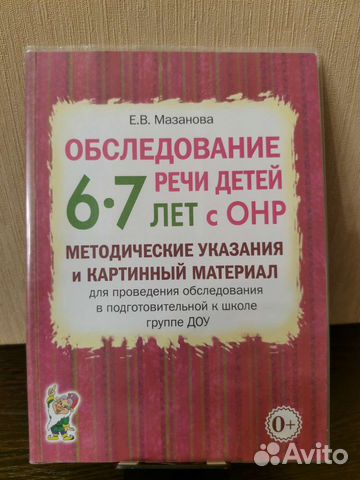 Е.В. Мазанова
ОБСЛЕДОВАНИЕ
РЕЧИ ДЕТЕЙ
6•7 ЛЕТ с ОНР
МЕТОДИЧЕСКИЕ УКАЗАНИЯ
И КАРТИННЫЙ МАТЕРИАЛ
для проведения обследования
в подготовительной к школе
группе ДОУ
0+
Avito